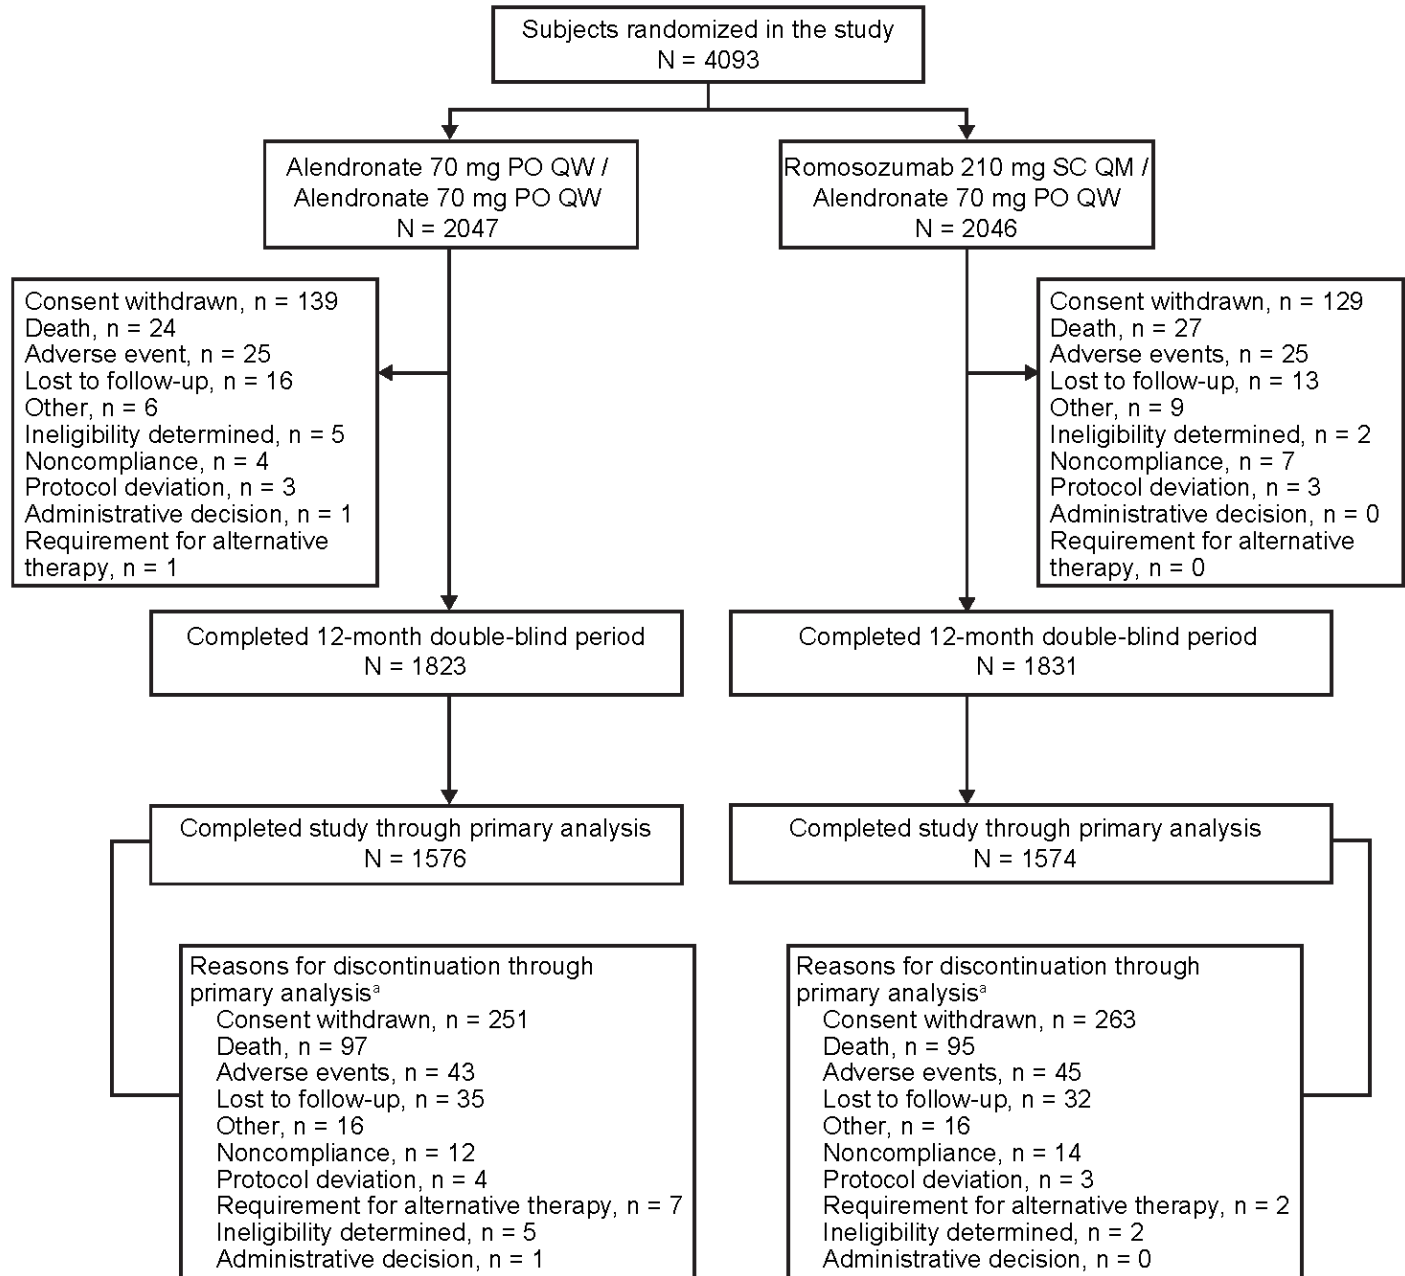 Subjects randomized in the study
N = 4093
Alendronate 70 mg PO QW /
Alendronate 70 mg PO QW
N = 2047
Romosozumab 210 mg SC QM /
Alendronate 70 mg PO QW
N = 2046
Consent withdrawn, n = 139
Death, n = 24
Adverse event, n = 25
Lost to follow-up, n = 16
Other, n = 6
Ineligibility determined, n = 5
Noncompliance, n = 4
Protocol deviation, n = 3
Administrative decision, n = 1
Requirement for alternative
therapy, n = 1
Consent withdrawn, n = 129
Death, n = 27
Adverse events, n = 25
Lost to follow-up, n = 13
Other, n = 9
Ineligibility determined, n = 2
Noncompliance, n = 7
Protocol deviation, n = 3
Administrative decision, n = 0
Requirement for alternative
therapy, n = 0
Completed 12-month double-blind period
N = 1823
Completed 12-month double-blind period
N = 1831
Completed study through primary analysis
N = 1576
Completed study through primary analysis
N = 1574
Reasons for discontinuation through
primary analysisᵃ
Consent withdrawn, n = 251
Death, n = 97
Adverse events, n = 43
Lost to follow-up, n = 35
Other, n = 16
Noncompliance, n = 12
Protocol deviation, n = 4
Requirement for alternative therapy, n = 7
Ineligibility determined, n = 5
Administrative decision, n = 1
Reasons for discontinuation through
primary analysisᵃ
Consent withdrawn, n = 263
Death, n = 95
Adverse events, n = 45
Lost to follow-up, n = 32
Other, n = 16
Noncompliance, n = 14
Protocol deviation, n = 3
Requirement for alternative therapy, n = 2
Ineligibility determined, n = 2
Administrative decision, n = 0